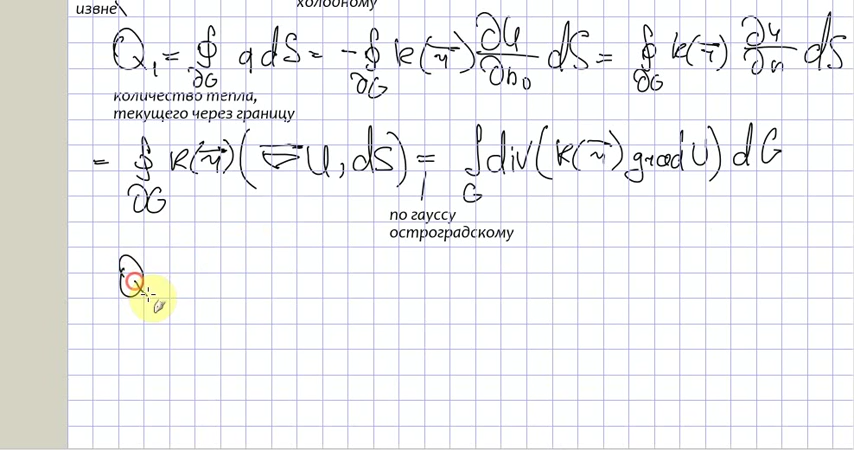 извне
холодному
Q₁ = ∮_∂G q dS = -∮_∂G k(r⃗) ∂u/∂n₀ dS = ∮_∂G k(r⃗) ∂u/∂n dS
количество тепла,
текущего через границу
= ∮_∂G k(r⃗)(∇u, dS) = ∫_G div(k(r⃗) grad u) dG
по гауссу
остроградскому
Q